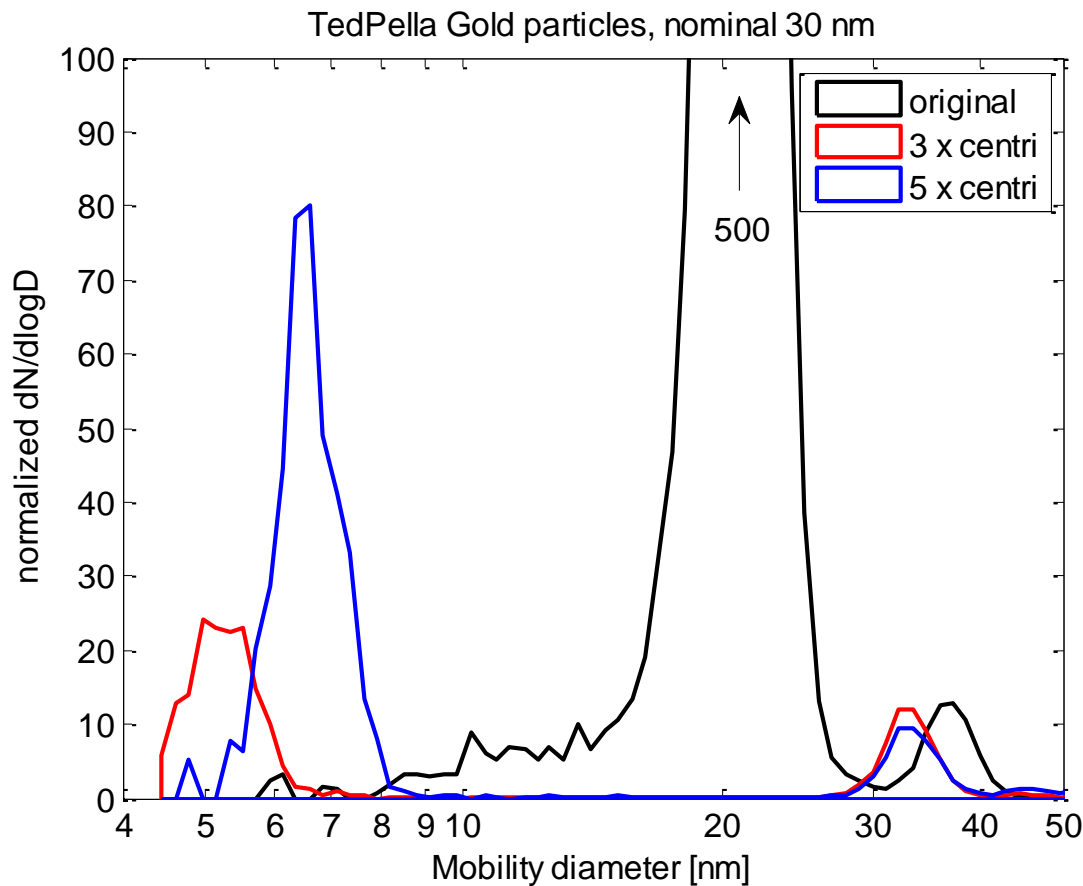 TedPella Gold particles, nominal 30 nm
100
90
80
70
60
50
40
30
20
10
0
normalized dN/dlogD
original
3 x centri
5 x centri
500
4 5 6 7 8 9 10 20 30 40 50
Mobility diameter [nm]